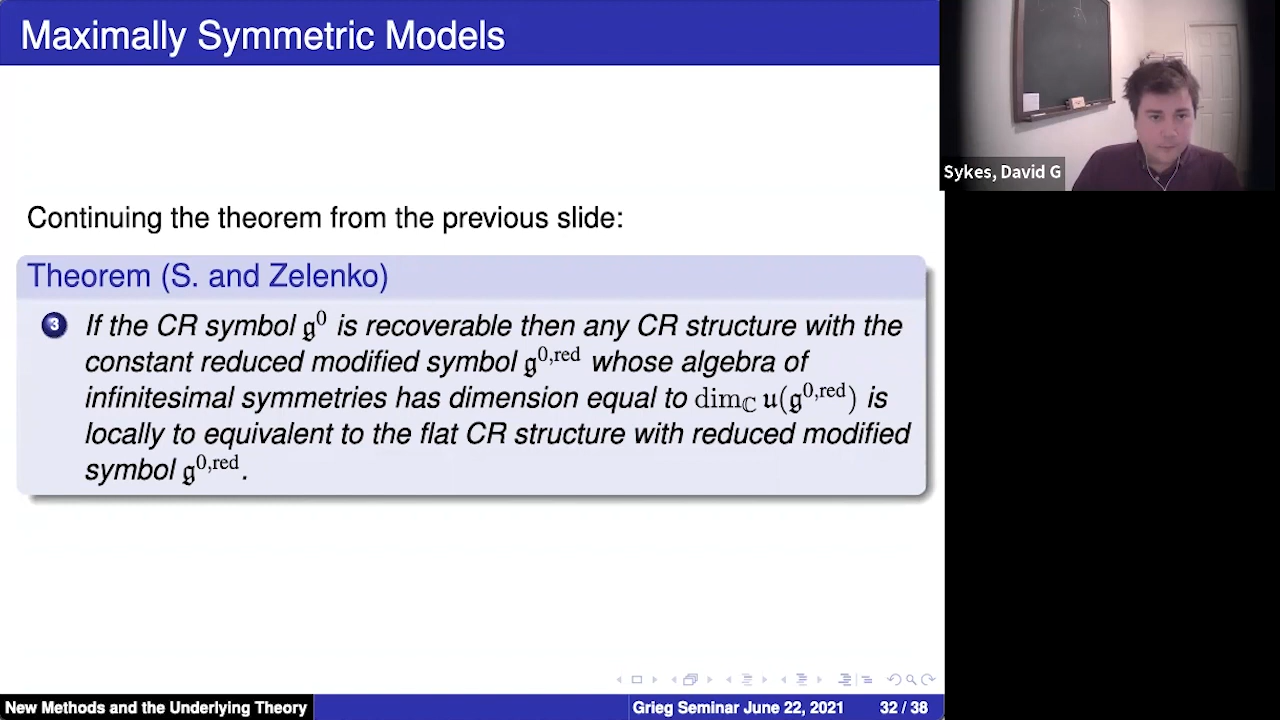 Maximally Symmetric Models
Sykes, David G
Continuing the theorem from the previous slide:
Theorem (S. and Zelenko)
3 If the CR symbol 𝔤⁰ is recoverable then any CR structure with the
constant reduced modified symbol 𝔤^{0,red} whose algebra of
infinitesimal symmetries has dimension equal to dim_ℂ 𝔲(𝔤^{0,red}) is
locally to equivalent to the flat CR structure with reduced modified
symbol 𝔤^{0,red}.
New Methods and the Underlying Theory
Grieg Seminar June 22, 2021
32 / 38